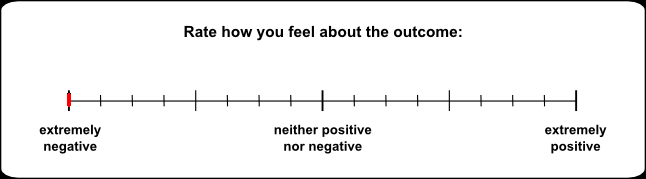 Rate how you feel about the outcome:
extremely
negative
neither positive
nor negative
extremely
positive